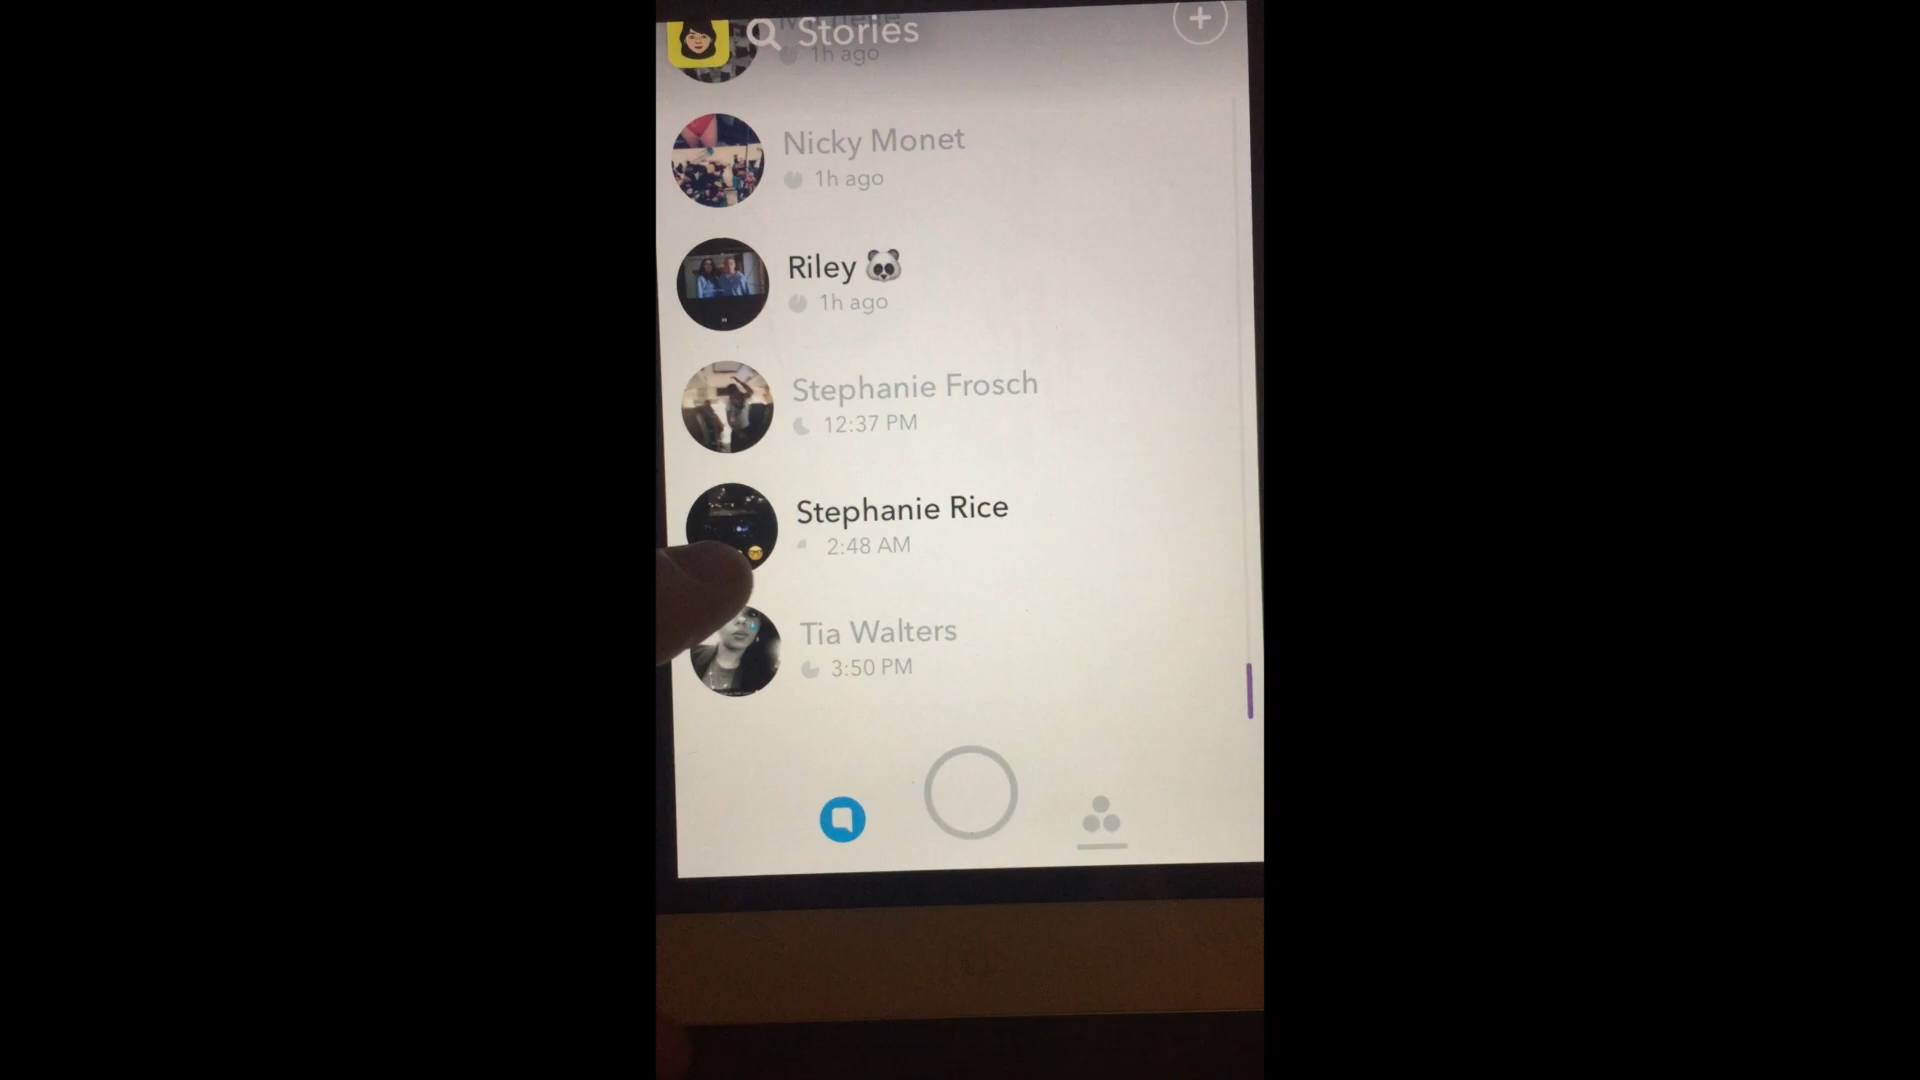 Stories
1h ago
Nicky Monet
1h ago
Riley 🐼
1h ago
Stephanie Frosch
12:37 PM
Stephanie Rice
2:48 AM
Tia Walters
3:50 PM